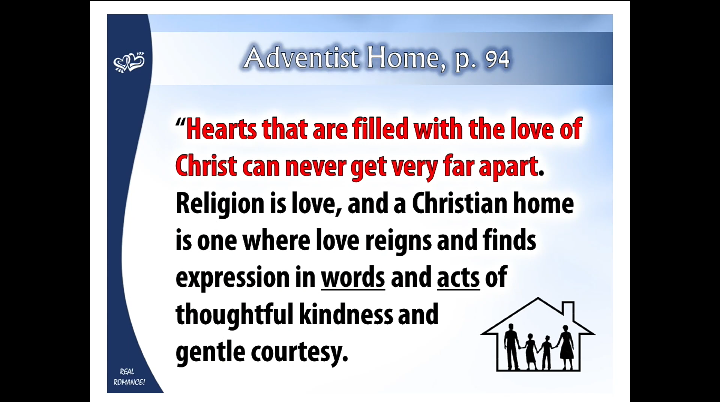 Adventist Home, p. 94
“Hearts that are filled with the love of
Christ can never get very far apart.
Religion is love, and a Christian home
is one where love reigns and finds
expression in words and acts of
thoughtful kindness and
gentle courtesy.
REAL
ROMANCE!